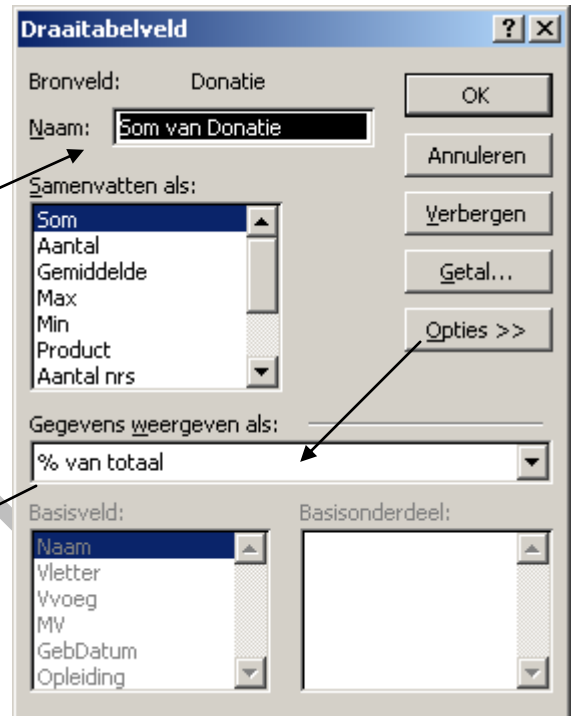 Draaitabelveld
Bronveld: Donatie
OK
Naam: Som van Donatie
Annuleren
Samenvatten als:
Verbergen
Som
Aantal
Gemiddelde
Getal...
Max
Min
Opties >>
Product
Aantal nrs
Gegevens weergeven als:
% van totaal
Basisveld: Basisonderdeel:
Naam
Vletter
Vvoeg
MV
GebDatum
Opleiding